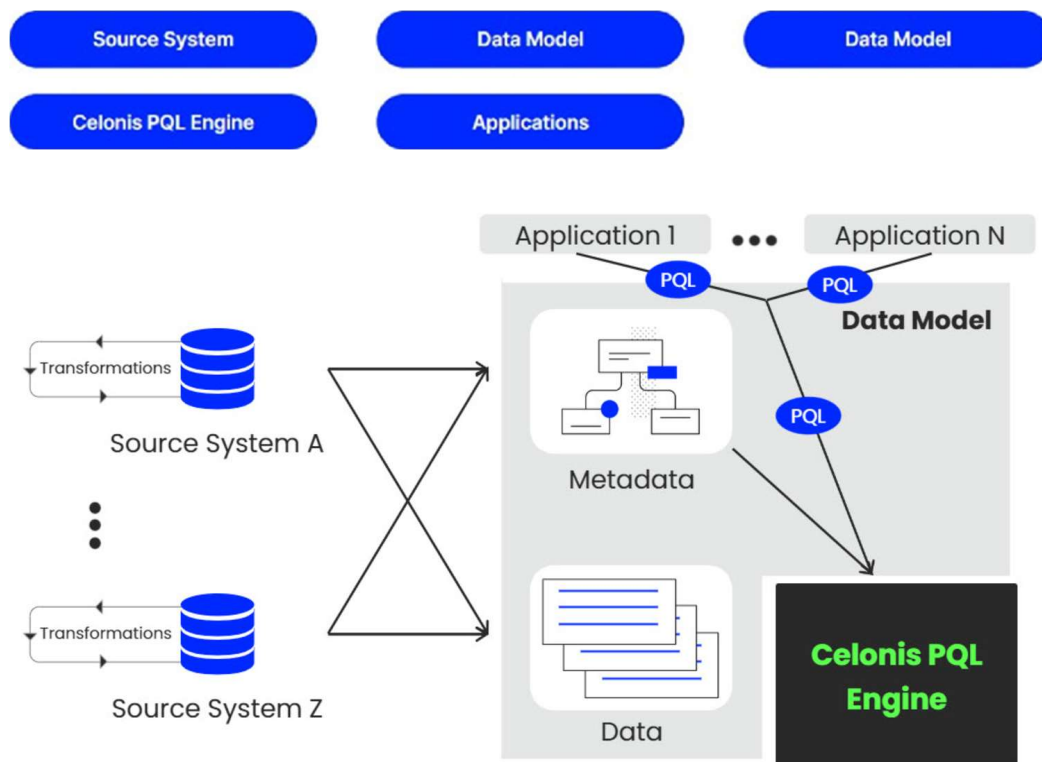 Source System
Data Model
Data Model
Celonis PQL Engine
Applications
Application 1
Application N
PQL
PQL
Data Model
Transformations
Source System A
PQL
Metadata
Transformations
Source System Z
Data
Celonis PQL
Engine